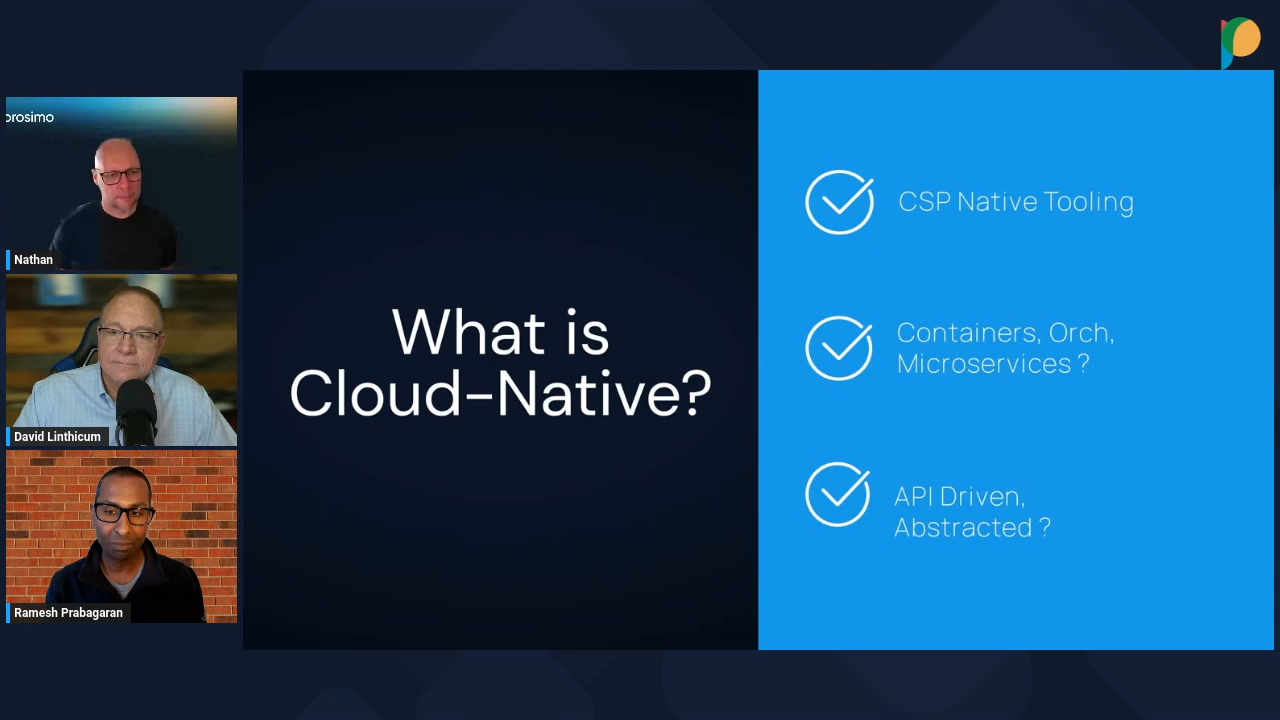 prosimo
Nathan
David Linthicum
Ramesh Prabagaran
What is
Cloud-Native?
CSP Native Tooling
Containers, Orch,
Microservices ?
API Driven,
Abstracted ?